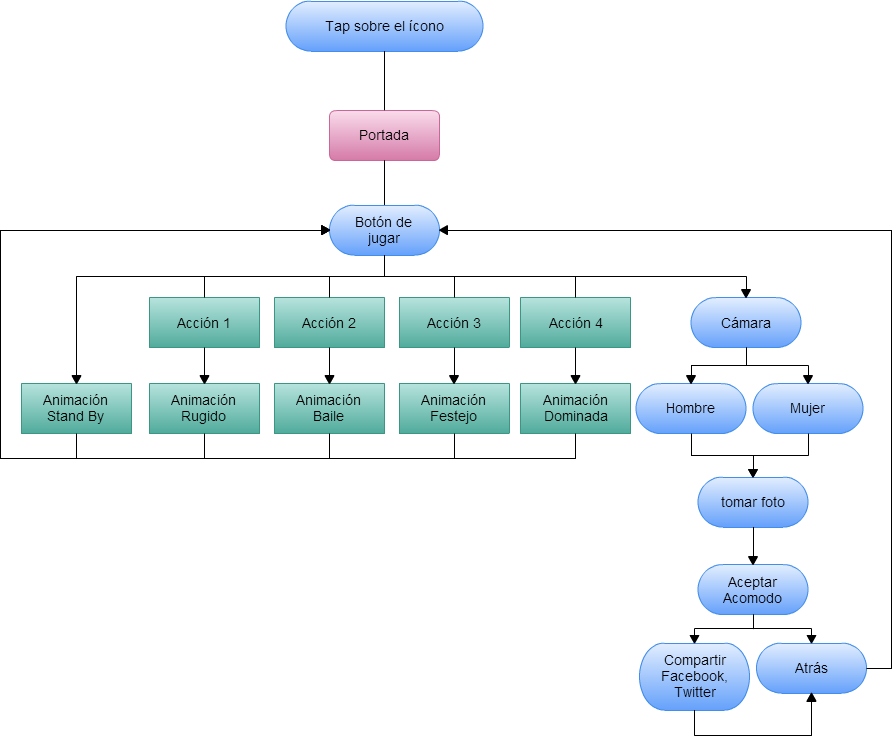 Tap sobre el ícono
Portada
Botón de
jugar
Acción 1
Acción 2
Acción 3
Acción 4
Cámara
Animación
Stand By
Animación
Rugido
Animación
Baile
Animación
Festejo
Animación
Dominada
Hombre
Mujer
tomar foto
Aceptar
Acomodo
Compartir
Facebook,
Twitter
Atrás